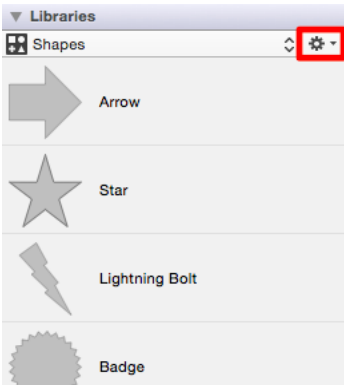 Libraries
Shapes
Arrow
Star
Lightning Bolt
Badge